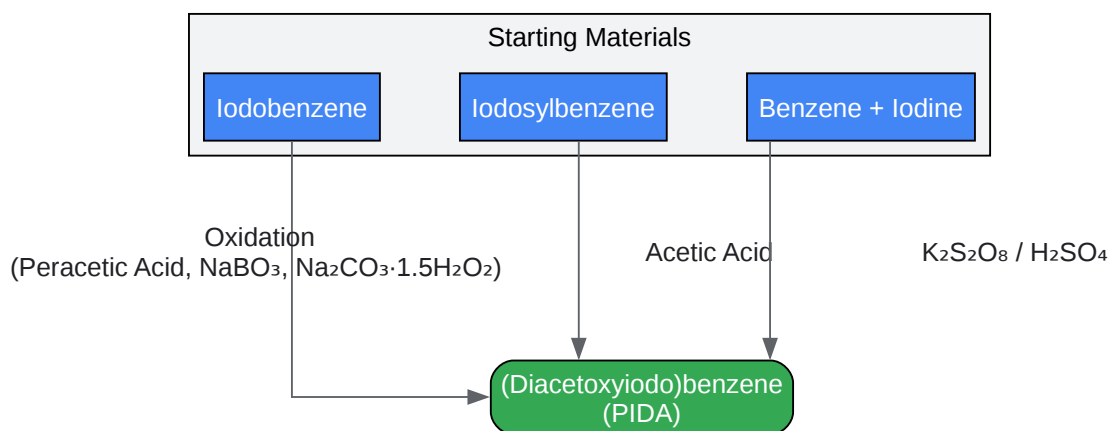 Starting Materials
Iodobenzene
Iodosylbenzene
Benzene + Iodine
Oxidation
(Peracetic Acid, NaBO₃, Na₂CO₃·1.5H₂O₂)
Acetic Acid
K₂S₂O₈ / H₂SO₄
(Diacetoxyiodo)benzene
(PIDA)